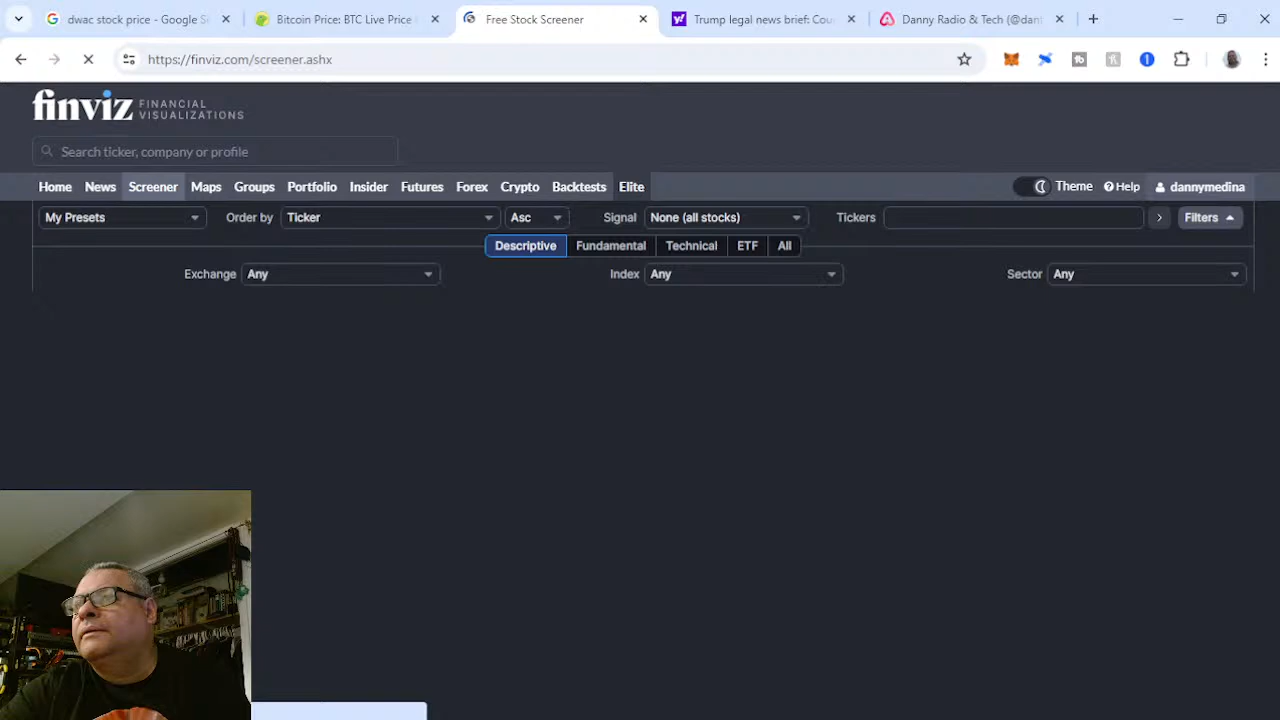 dwac stock price - Google S
Bitcoin Price: BTC Live Price
Free Stock Screener
Trump legal news brief: Cou
Danny Radio & Tech (@dan
https://finviz.com/screener.ashx
finviz FINANCIAL VISUALIZATIONS
Search ticker, company or profile
Home News Screener Maps Groups Portfolio Insider Futures Forex Crypto Backtests Elite Theme Help dannymedina
My Presets Order by Ticker Asc Signal None (all stocks) Tickers Filters
Descriptive Fundamental Technical ETF All
Exchange Any Index Any Sector Any